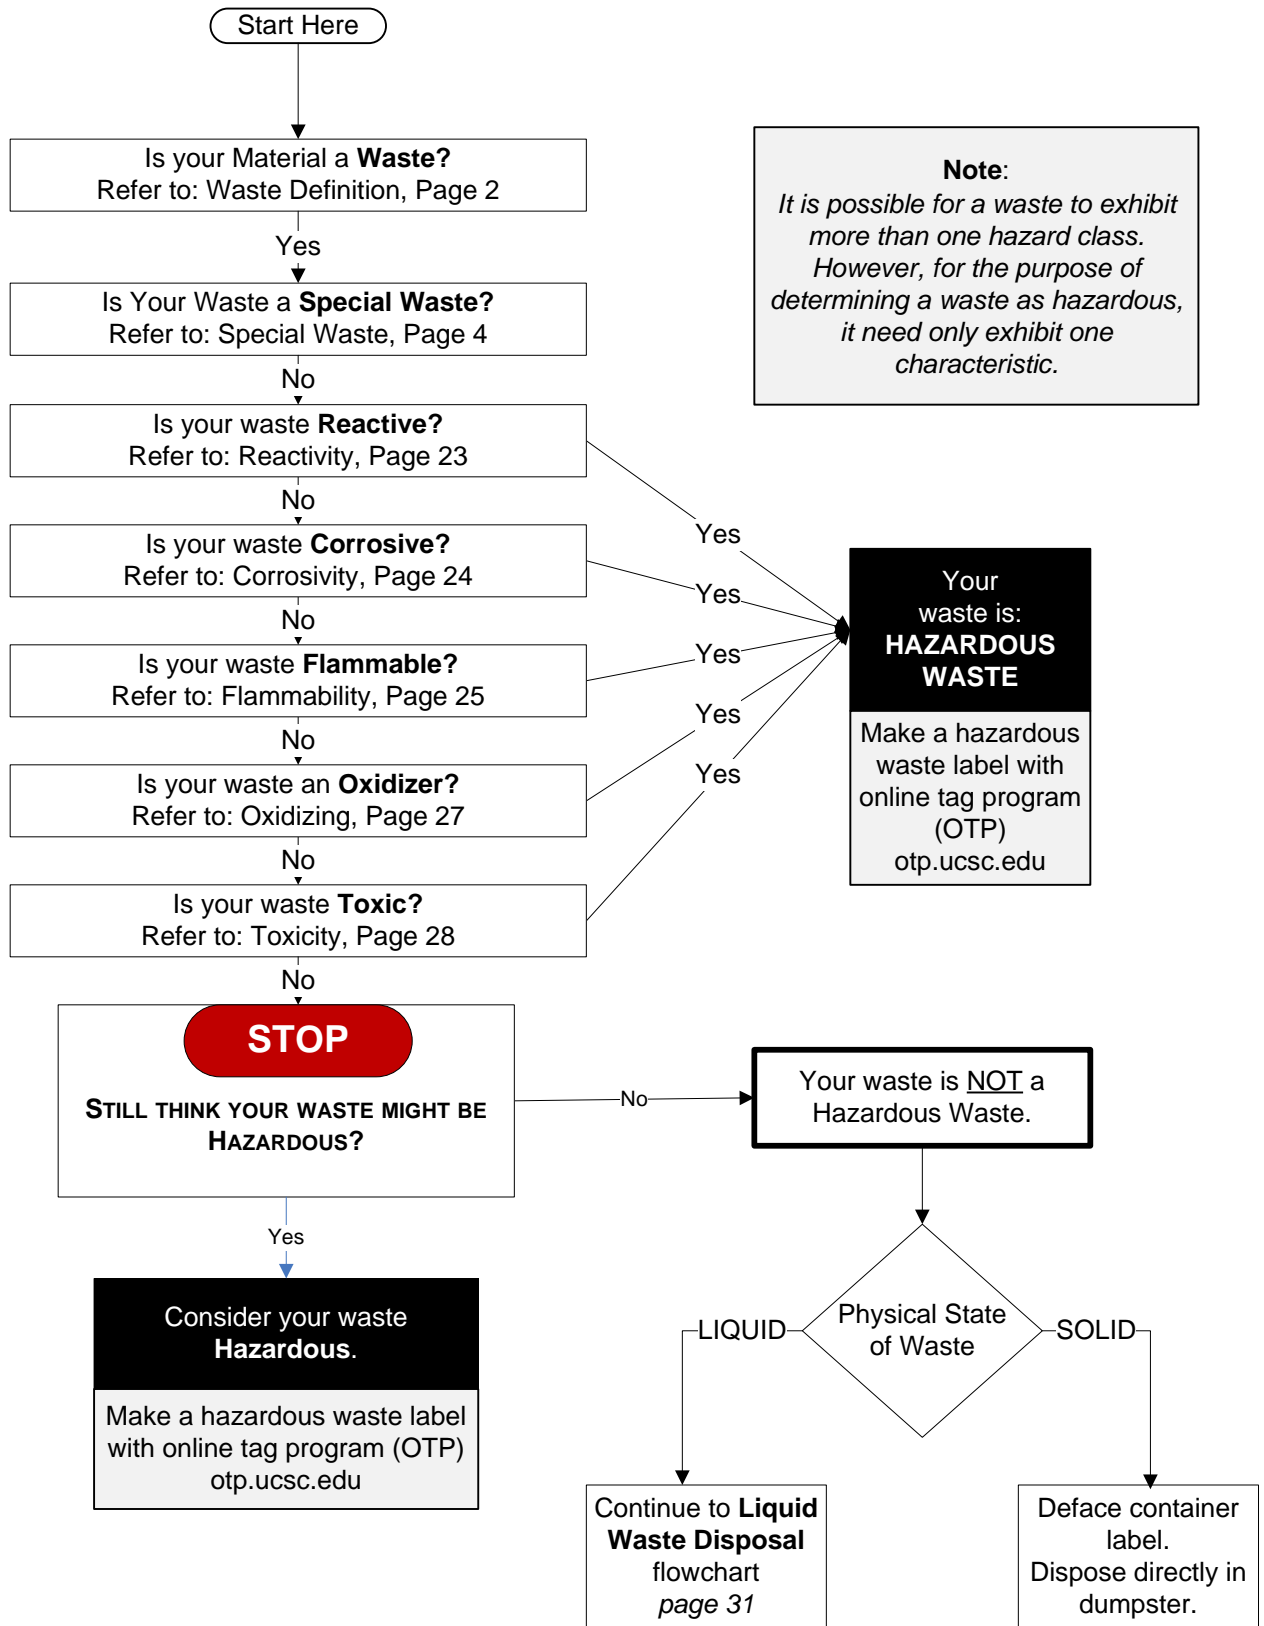 Start Here
Is your Material a Waste?
Refer to: Waste Definition, Page 2
Note:
It is possible for a waste to exhibit
more than one hazard class.
However, for the purpose of
determining a waste as hazardous,
it need only exhibit one
characteristic.
Yes
Is Your Waste a Special Waste?
Refer to: Special Waste, Page 4
No
Is your waste Reactive?
Refer to: Reactivity, Page 23
No
Yes
Is your waste Corrosive?
Refer to: Corrosivity, Page 24
Yes
No
Is your waste Flammable?
Refer to: Flammability, Page 25
Yes
No
Yes
Is your waste an Oxidizer?
Refer to: Oxidizing, Page 27
Yes
No
Is your waste Toxic?
Refer to: Toxicity, Page 28
No
Your
waste is:
HAZARDOUS
WASTE
Make a hazardous
waste label with
online tag program
(OTP)
otp.ucsc.edu
STOP
STILL THINK YOUR WASTE MIGHT BE
HAZARDOUS?
No
Your waste is NOT a
Hazardous Waste.
Yes
Consider your waste
Hazardous.
Make a hazardous waste label
with online tag program (OTP)
otp.ucsc.edu
Physical State
of Waste
LIQUID
SOLID
Continue to Liquid
Waste Disposal
flowchart
page 31
Deface container
label.
Dispose directly in
dumpster.